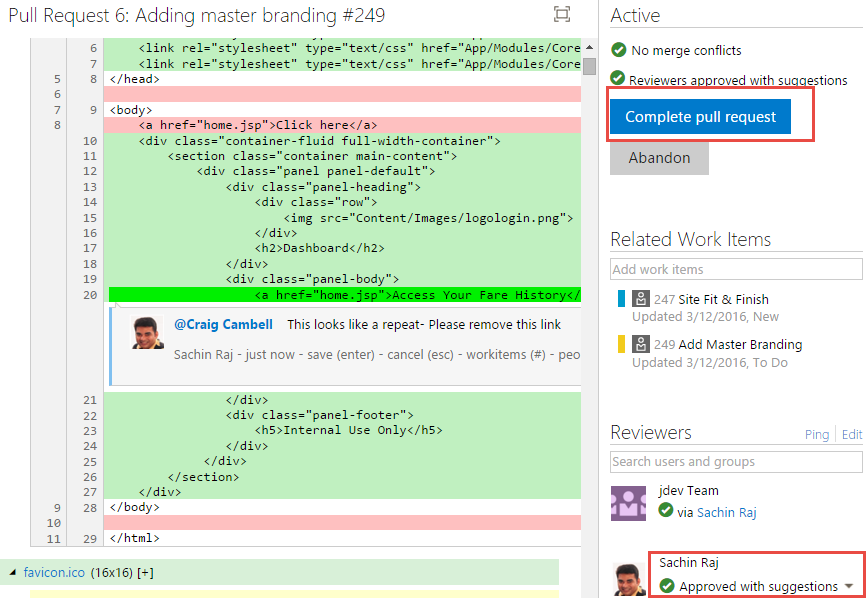 Pull Request 6: Adding master branding #249
6 <link rel="stylesheet" type="text/css" href="App/Modules/Core
7 <link rel="stylesheet" type="text/css" href="App/Modules/Core
5 8 </head>
6
7 9 <body>
8 <a href="home.jsp">Click here</a>
10 <div class="container-fluid full-width-container">
11 <section class="container main-content">
12 <div class="panel panel-default">
13 <div class="panel-heading">
14 <div class="row">
15 <img src="Content/Images/logologin.png">
16 </div>
17 <h2>Dashboard</h2>
18 </div>
19 <div class="panel-body">
20 <a href="home.jsp">Access Your Fare History</
@Craig Cambell This looks like a repeat- Please remove this link
Sachin Raj - just now - save (enter) - cancel (esc) - workitems (#) - peo
21 </div>
22 <div class="panel-footer">
23 <h5>Internal Use Only</h5>
24 </div>
25 </div>
26 </section>
27 </div>
9 28 </body>
10
11 29 </html>
favicon.ico (16x16) [+]
Active
No merge conflicts
Reviewers approved with suggestions
Complete pull request
Abandon
Related Work Items
Add work items
247 Site Fit & Finish
Updated 3/12/2016, New
249 Add Master Branding
Updated 3/12/2016, To Do
Reviewers Ping Edit
Search users and groups
jdev Team
via Sachin Raj
Sachin Raj
Approved with suggestions